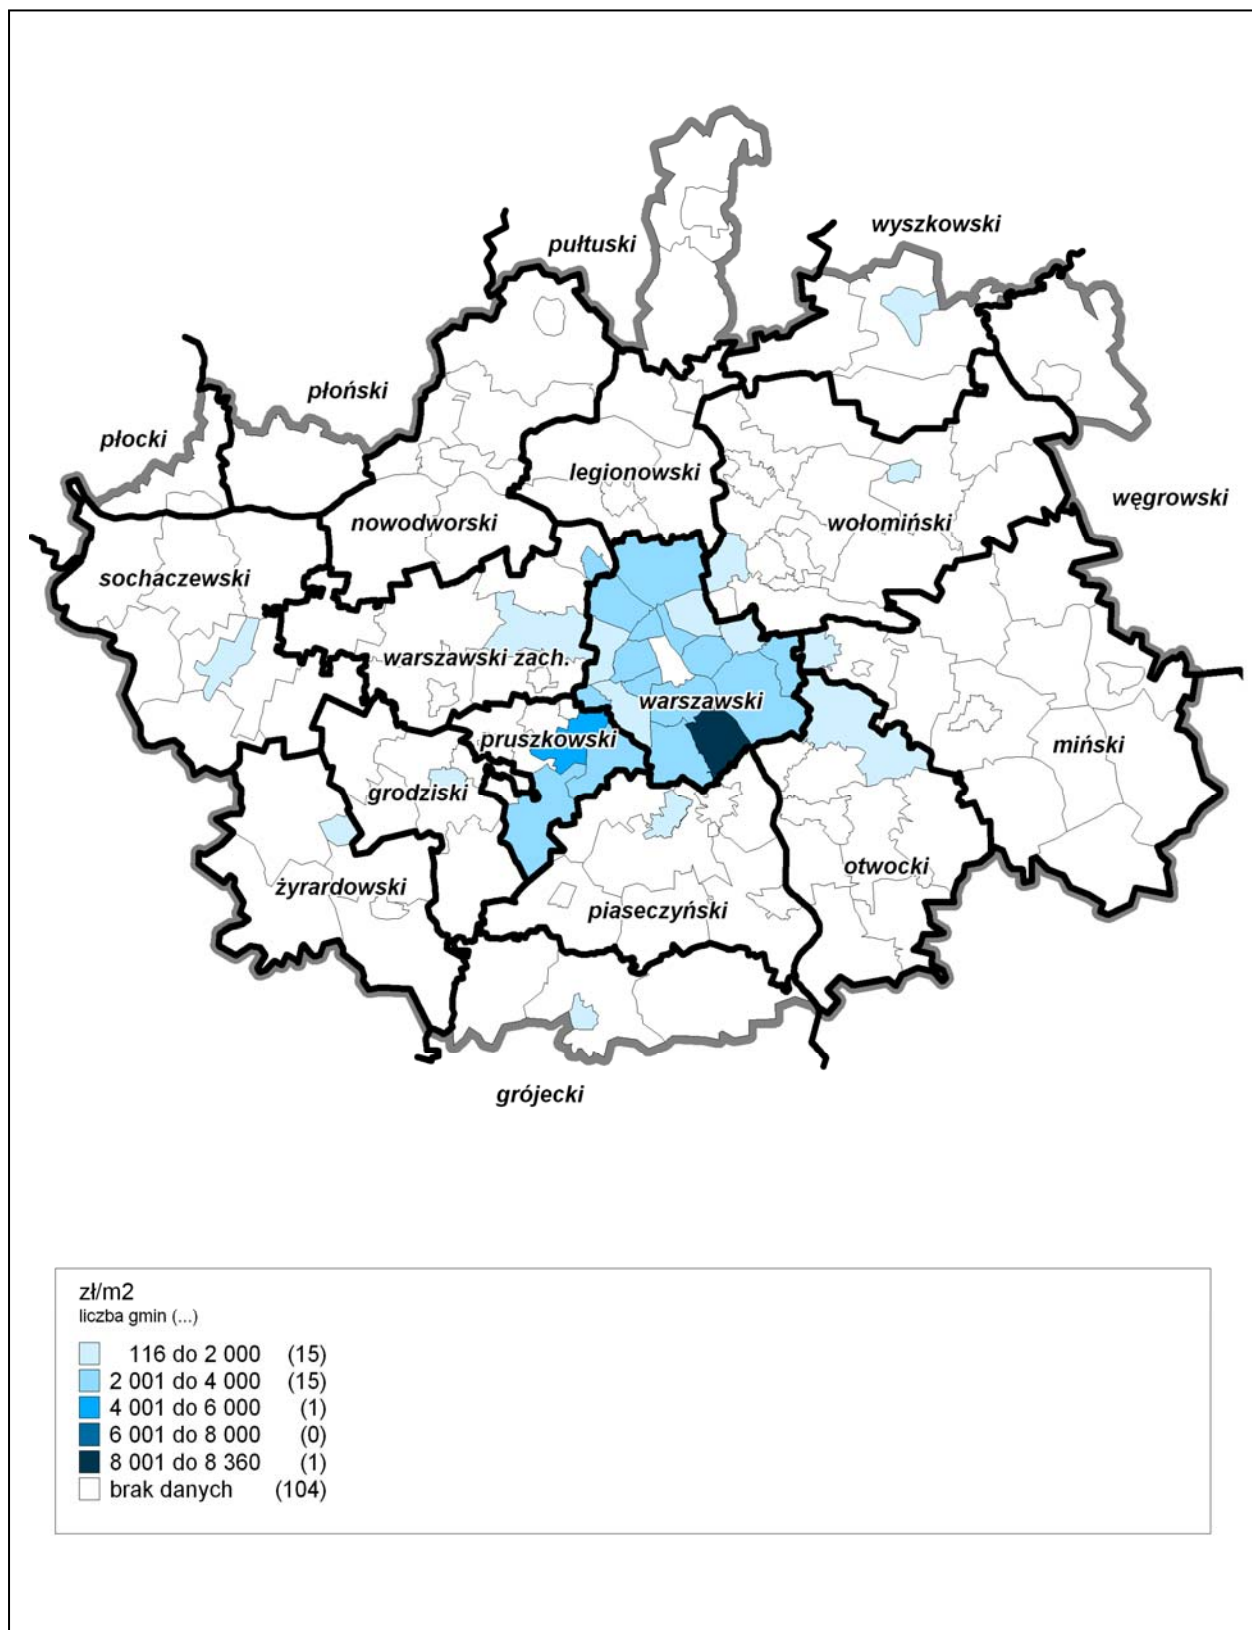 wyszkowski
pułtuski
płoński
płocki
legionowski
węgrowski
nowodworski
wołomiński
sochaczewski
warszawski zach.
warszawski
pruszkowski
miński
grodziski
otwocki
żyrardowski
piaseczyński
grójecki
zł/m2
liczba gmin (...)
116 do 2 000 (15)
2 001 do 4 000 (15)
4 001 do 6 000 (1)
6 001 do 8 000 (0)
8 001 do 8 360 (1)
brak danych (104)